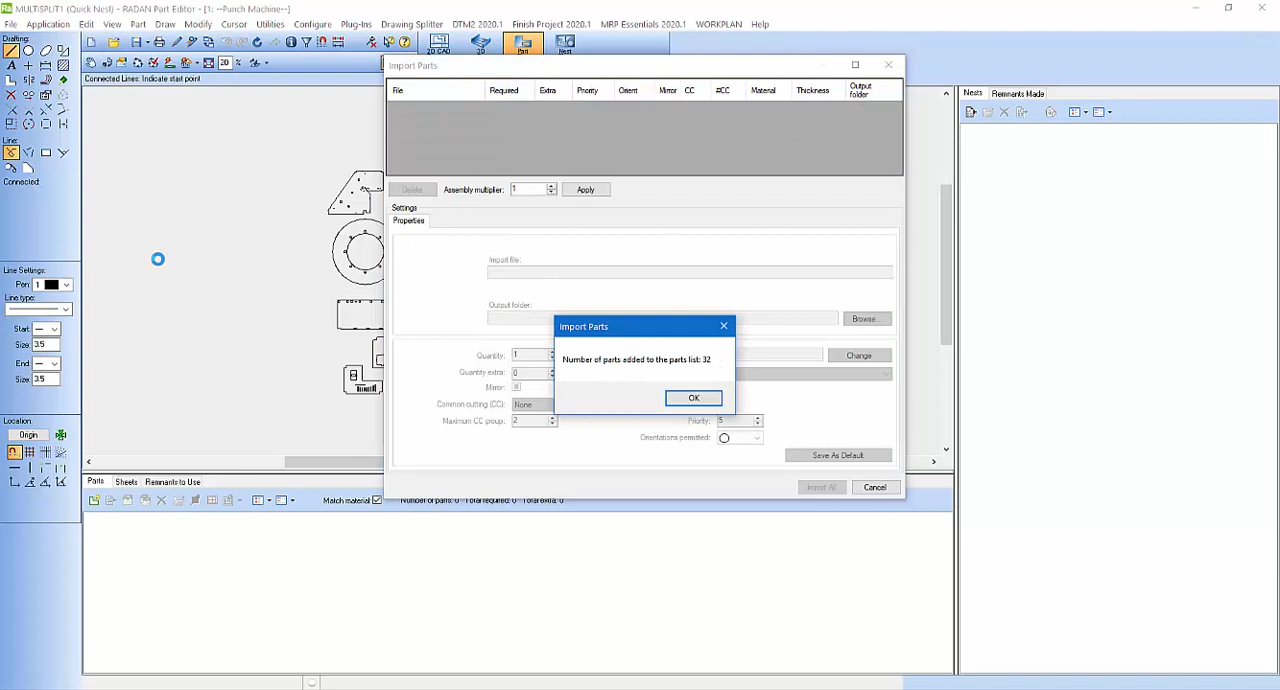 MULTISPLIT1 (Quick Nest) - RADAN Part Editor - [1: --Punch Machine--]
File Application Edit View Part Draw Modify Cursor Utilities Configure Plug-Ins Drawing Splitter DTM2 2020.1 Finish Project 2020.1 MRP Essentials 2020.1 WORKPLAN Help
2D CAD 3D Part Nest
20 %
Drafting:
Connected Lines: Indicate start point
Line:
Connected:
Line Settings:
Pen: 1
Line type:
Start:
Size: 3.5
End:
Size: 3.5
Location:
Origin
Import Parts
File Required Extra Priority Orient Mirror CC #CC Material Thickness Output folder
Delete Assembly multiplier: 1 Apply
Settings
Properties
Import file:
Output folder:
Browse...
Quantity: 1
Change
Quantity extra: 0
Mirror:
Common cutting (CC): None
Maximum CC group: 2
Priority: 5
Orientations permitted:
Save As Default
Import All Cancel
Import Parts
Number of parts added to the parts list: 32
OK
Nests Remnants Made
Parts Sheets Remnants to Use
Match material Number of parts: 0 Total required: 0 Total extra: 0